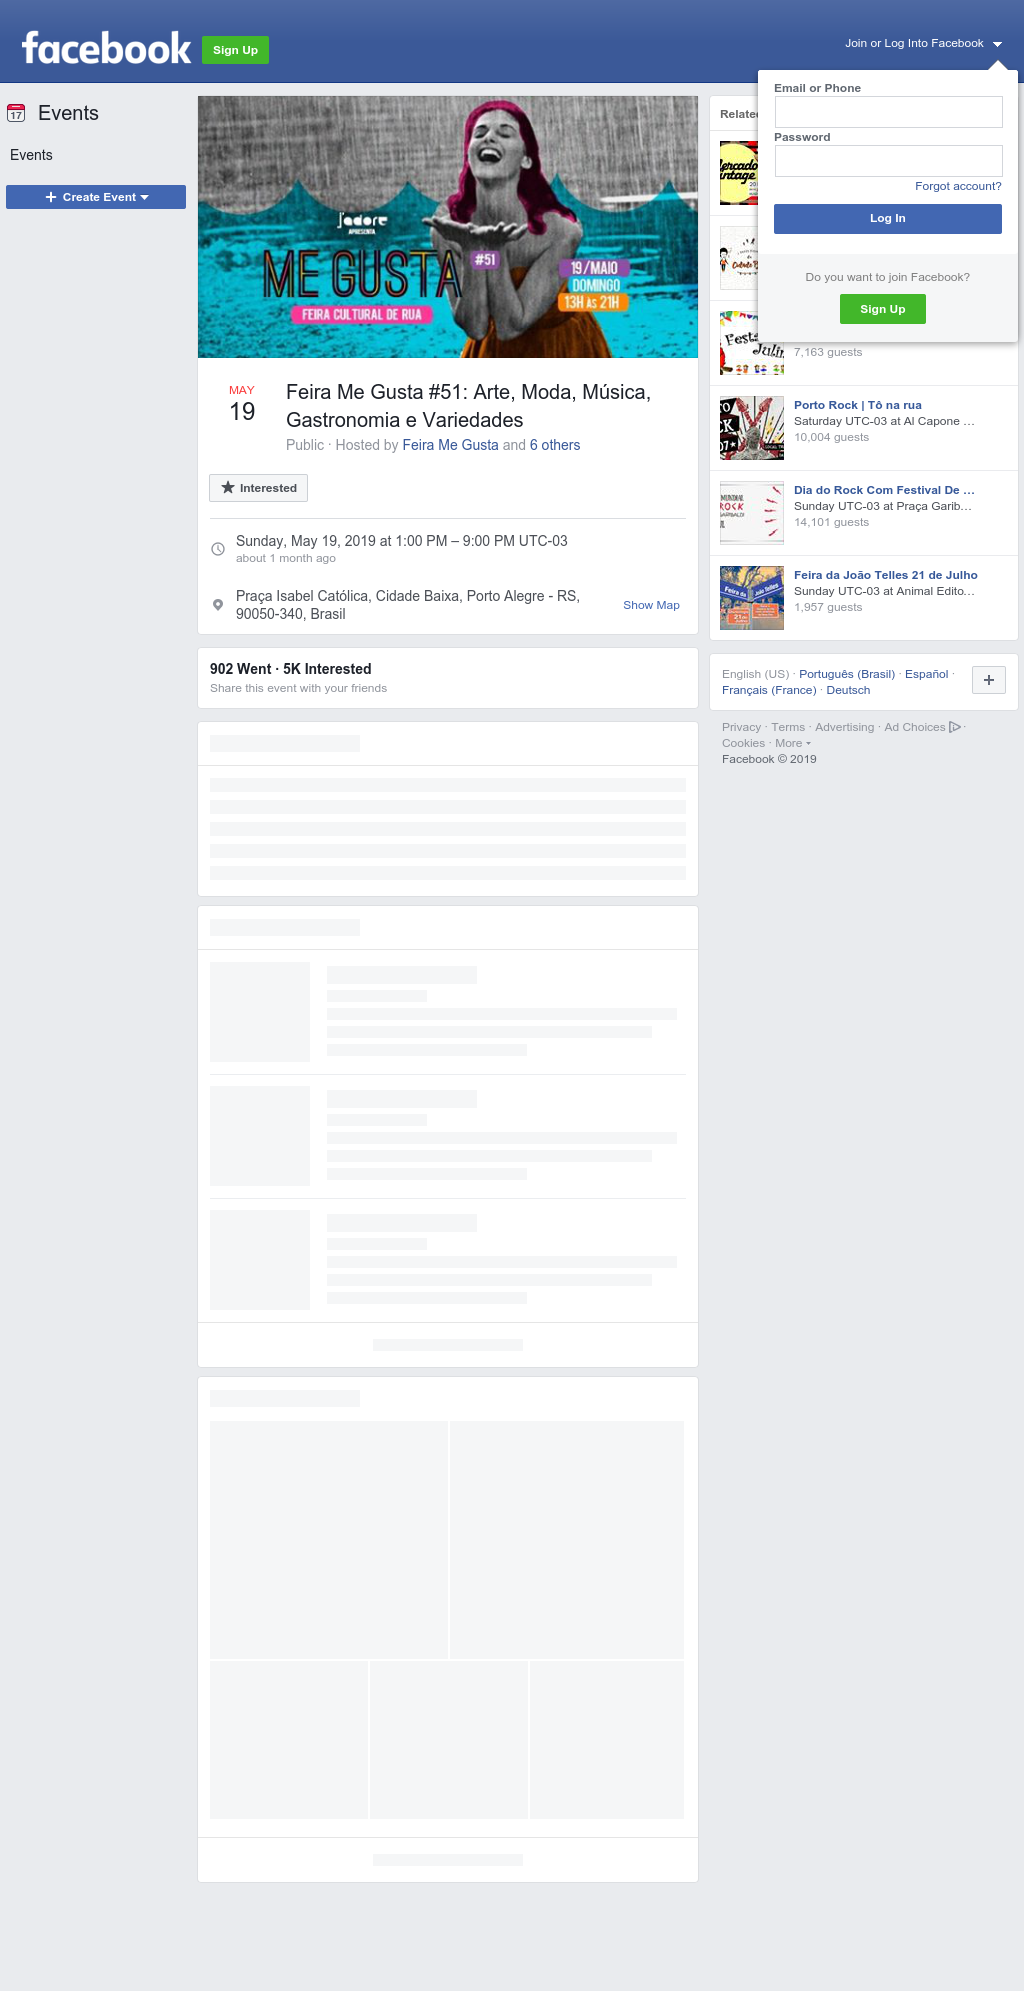 facebook
Sign Up
Join or Log Into Facebook
Email or Phone
Password
Forgot account?
Log In
Do you want to join Facebook?
Sign Up
17
Events
Events
Create Event
j'adore
APRESENTA
ME GUSTA
#51
FEIRA CULTURAL DE RUA
19/MAIO
DOMINGO
13H ÀS 21H
MAY
19
Feira Me Gusta #51: Arte, Moda, Música,
Gastronomia e Variedades
Public · Hosted by Feira Me Gusta and 6 others
Interested
Sunday, May 19, 2019 at 1:00 PM – 9:00 PM UTC-03
about 1 month ago
Praça Isabel Católica, Cidade Baixa, Porto Alegre - RS,
90050-340, Brasil
Show Map
902 Went · 5K Interested
Share this event with your friends
7,163 guests
Porto Rock | Tô na rua
Saturday UTC-03 at Al Capone ...
10,004 guests
Dia do Rock Com Festival De ...
Sunday UTC-03 at Praça Garib...
14,101 guests
Feira da João Telles 21 de Julho
Sunday UTC-03 at Animal Edito...
1,957 guests
English (US) · Português (Brasil) · Español ·
Français (France) · Deutsch
Privacy · Terms · Advertising · Ad Choices ·
Cookies · More
Facebook © 2019